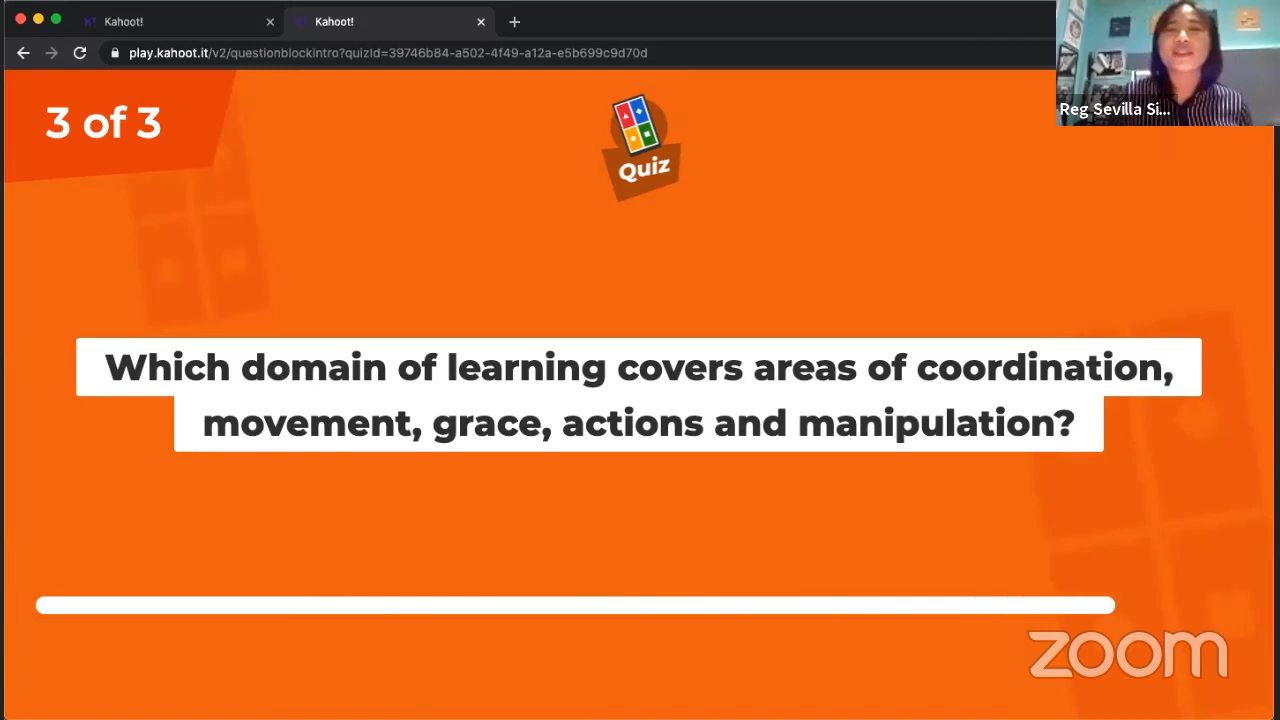 Kahoot!
Kahoot!
play.kahoot.it/v2/questionblockintro?quizId=39746b84-a502-4f49-a12a-e5b699c9d70d
Reg Sevilla Si...
3 of 3
Quiz
Which domain of learning covers areas of coordination,
movement, grace, actions and manipulation?
zoom